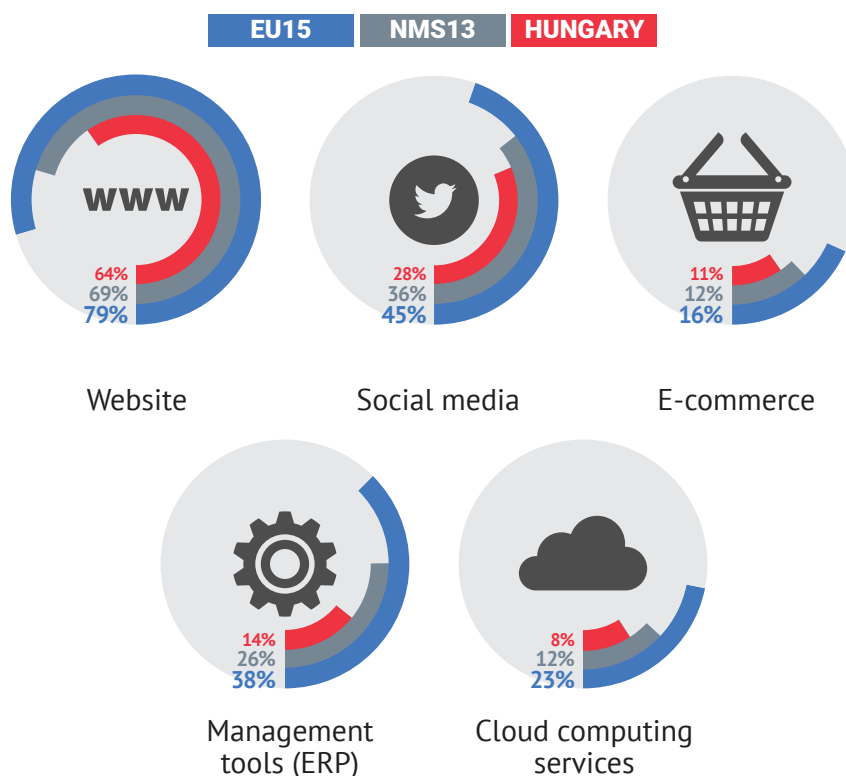 EU15 NMS13 HUNGARY
www
64%
69%
79%
28%
36%
45%
11%
12%
16%
Website
Social media
E-commerce
14%
26%
38%
8%
12%
23%
Management
tools (ERP)
Cloud computing
services